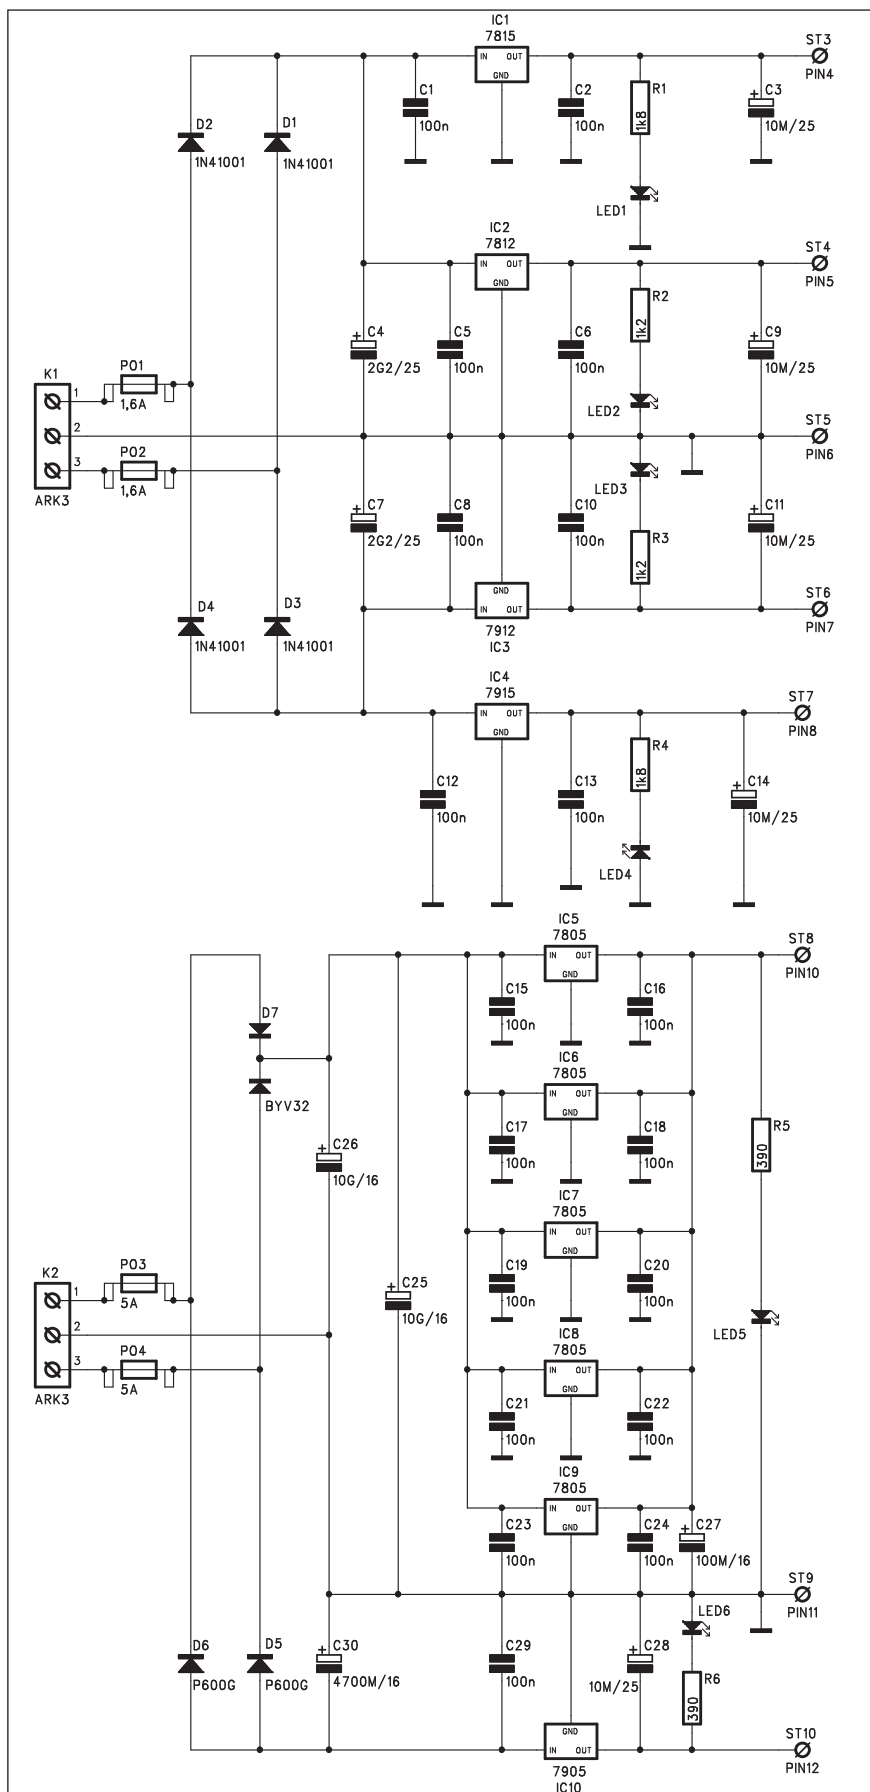 IC1
7815
IN OUT
GND
ST3
PIN4
C1
100n
C2
100n
R1
1k8
C3
+
10M/25
D2
1N41001
D1
1N41001
LED1
IC2
7812
IN OUT
GND
ST4
PIN5
R2
1k2
C4
+
2G2/25
C5
100n
C6
100n
C9
+
10M/25
K1
1
2
3
ARK3
PO1
1,6A
PO2
1,6A
LED2
ST5
PIN6
LED3
C7
+
2G2/25
C8
100n
C10
100n
R3
1k2
C11
+
10M/25
D4
1N41001
D3
1N41001
GND
IN OUT
7912
IC3
ST6
PIN7
IC4
7915
IN OUT
GND
ST7
PIN8
R4
1k8
C12
100n
C13
100n
C14
+
10M/25
LED4
IC5
7805
IN OUT
GND
ST8
PIN10
C15
100n
C16
100n
D7
BYV32
IC6
7805
IN OUT
GND
C17
100n
C18
100n
R5
390
C26
+
10G/16
IC7
7805
IN OUT
GND
C19
100n
C20
100n
K2
1
2
3
ARK3
PO3
5A
PO4
5A
C25
+
10G/16
LED5
IC8
7805
IN OUT
GND
C21
100n
C22
100n
IC9
7805
IN OUT
GND
C23
100n
C24
100n
C27
+
100M/16
ST9
PIN11
LED6
D6
P600G
D5
P600G
C30
+
4700M/16
C29
100n
C28
+
10M/25
R6
390
GND
IN OUT
7905
IC10
ST10
PIN12